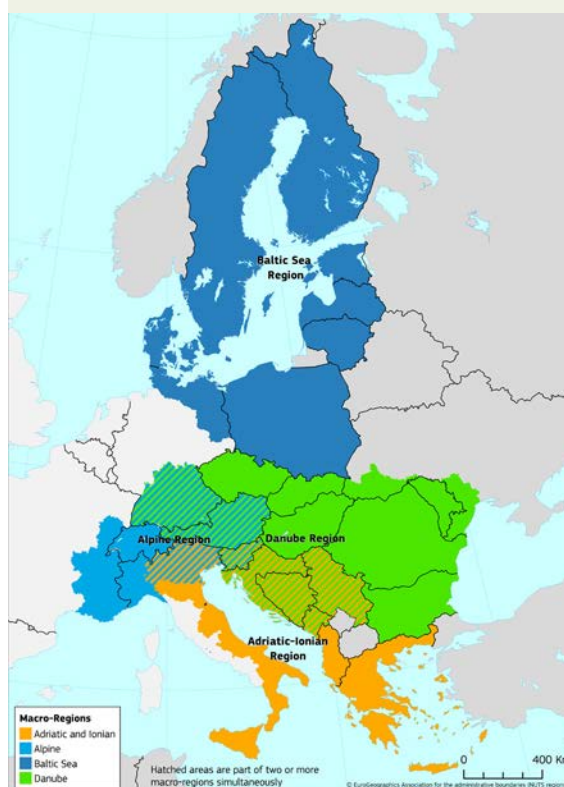 Baltic Sea
Region
Alpine Region
Danube Region
Adriatic-Ionian
Region
Macro-Regions
Adriatic and Ionian
Alpine
Baltic Sea
Danube
Hatched areas are part of two or more
macro-regions simultaneously
0 400 Km
© EuroGeographics Association for the administrative boundaries (NUTS regions